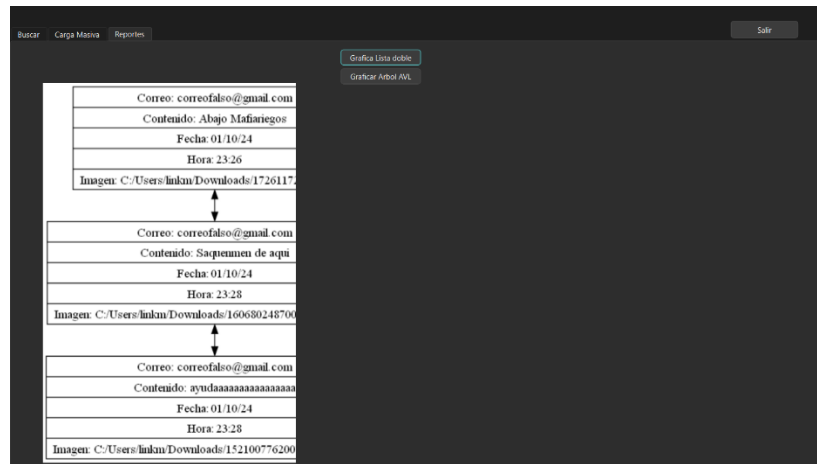 Salir
Buscar Carga Masiva Reportes
Grafica Lista doble
Graficar Arbol AVL
Correo: correofalso@gmail.com
Contenido: Abajo Mafiariegos
Fecha: 01/10/24
Hora: 23:26
Imagen: C:/Users/linkm/Downloads/17261172
Correo: correofalso@gmail.com
Contenido: Saquenmen de aqui
Fecha: 01/10/24
Hora: 23:28
Imagen: C:/Users/linkm/Downloads/160680248700
Correo: correofalso@gmail.com
Contenido: ayudaaaaaaaaaaaaaaaa
Fecha: 01/10/24
Hora: 23:28
Imagen: C:/Users/linkm/Downloads/152100776200